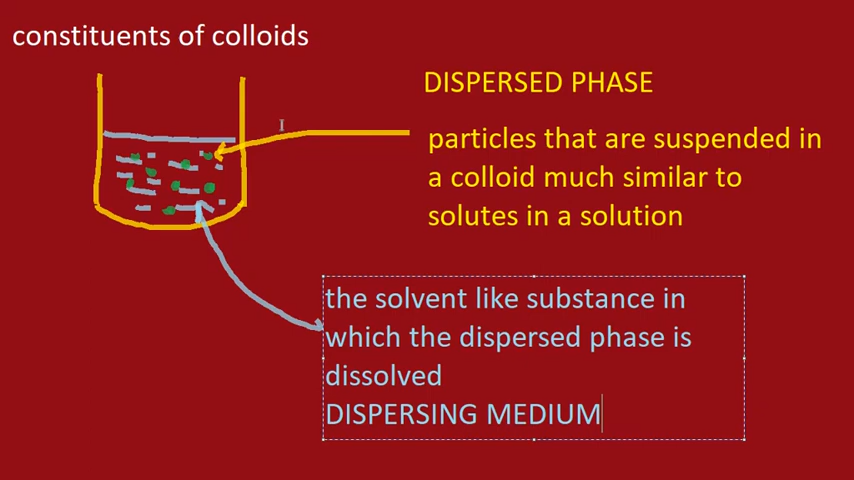 constituents of colloids
DISPERSED PHASE
particles that are suspended in
a colloid much similar to
solutes in a solution
the solvent like substance in
which the dispersed phase is
dissolved
DISPERSING MEDIUM